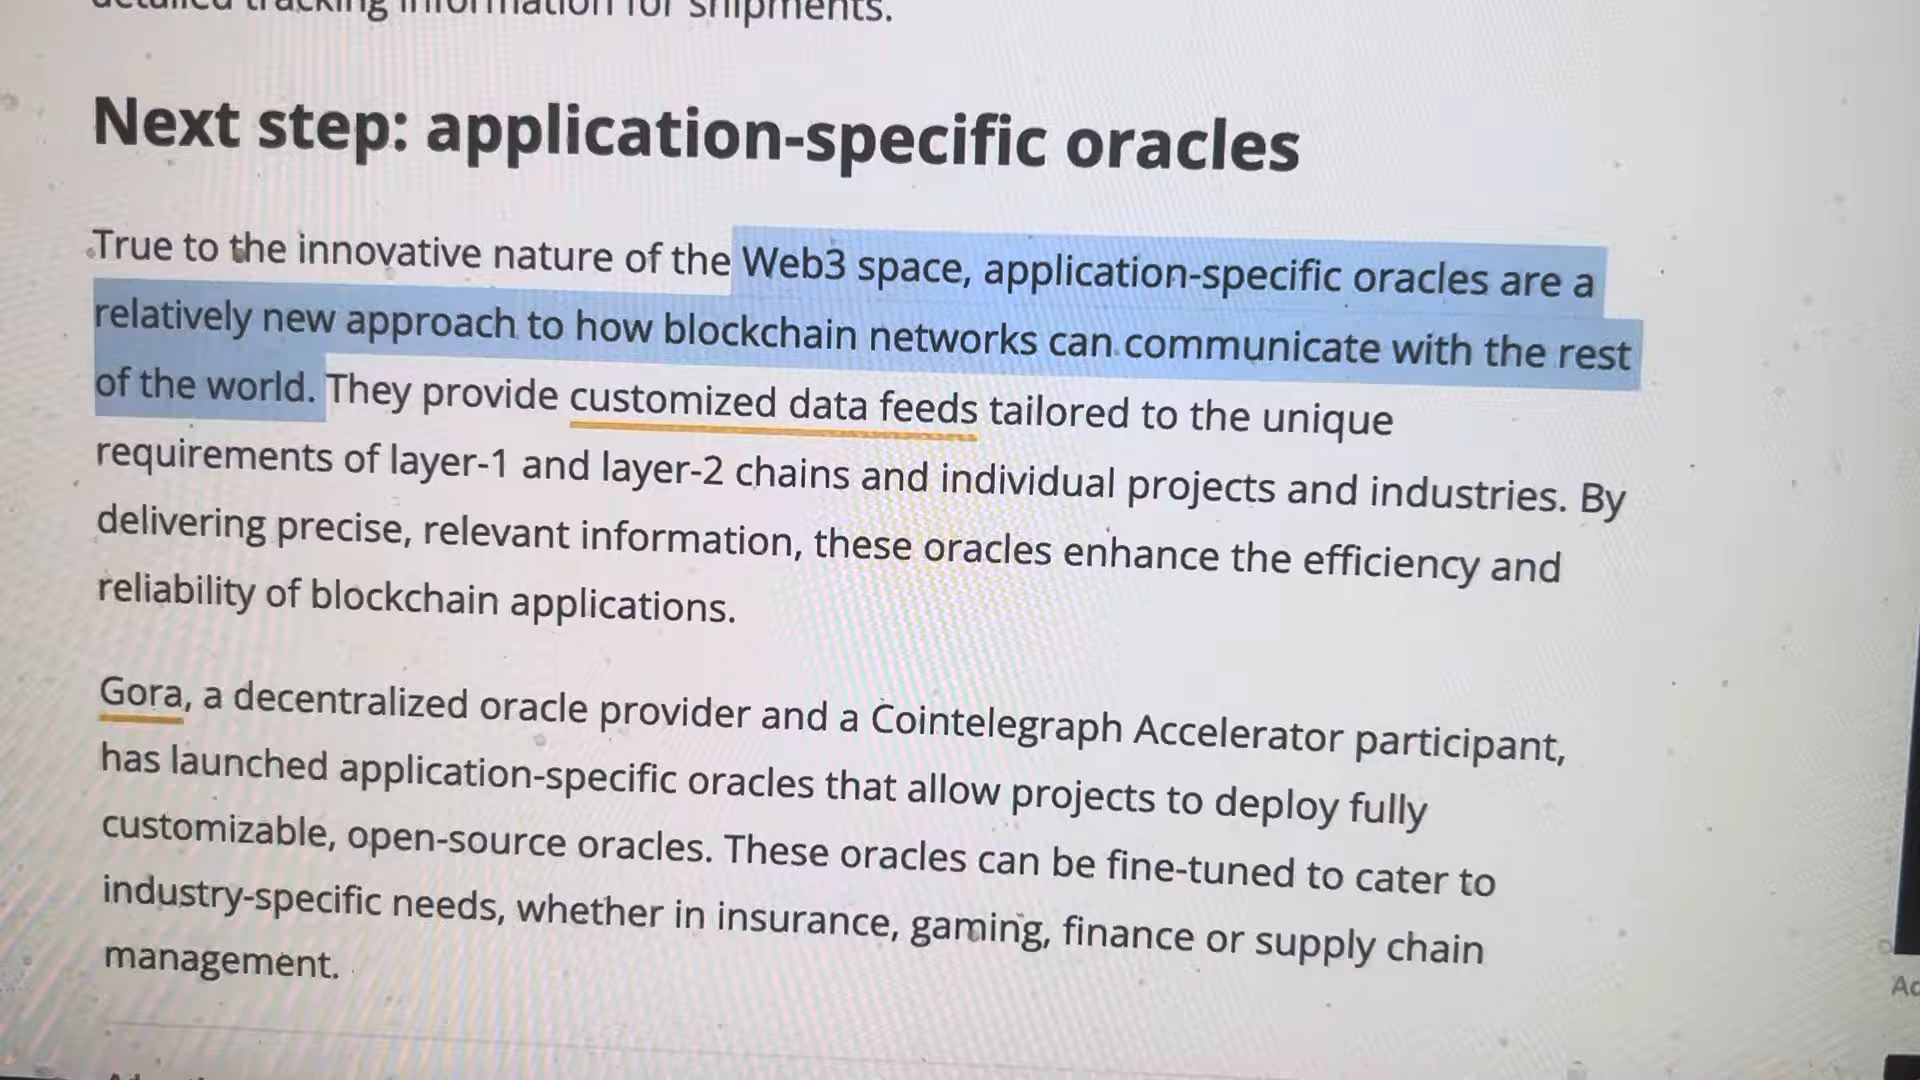 detailed tracking information for shipments.
Next step: application-specific oracles
True to the innovative nature of the Web3 space, application-specific oracles are a
relatively new approach to how blockchain networks can communicate with the rest
of the world. They provide customized data feeds tailored to the unique
requirements of layer-1 and layer-2 chains and individual projects and industries. By
delivering precise, relevant information, these oracles enhance the efficiency and
reliability of blockchain applications.
Gora, a decentralized oracle provider and a Cointelegraph Accelerator participant,
has launched application-specific oracles that allow projects to deploy fully
customizable, open-source oracles. These oracles can be fine-tuned to cater to
industry-specific needs, whether in insurance, gaming, finance or supply chain
management.